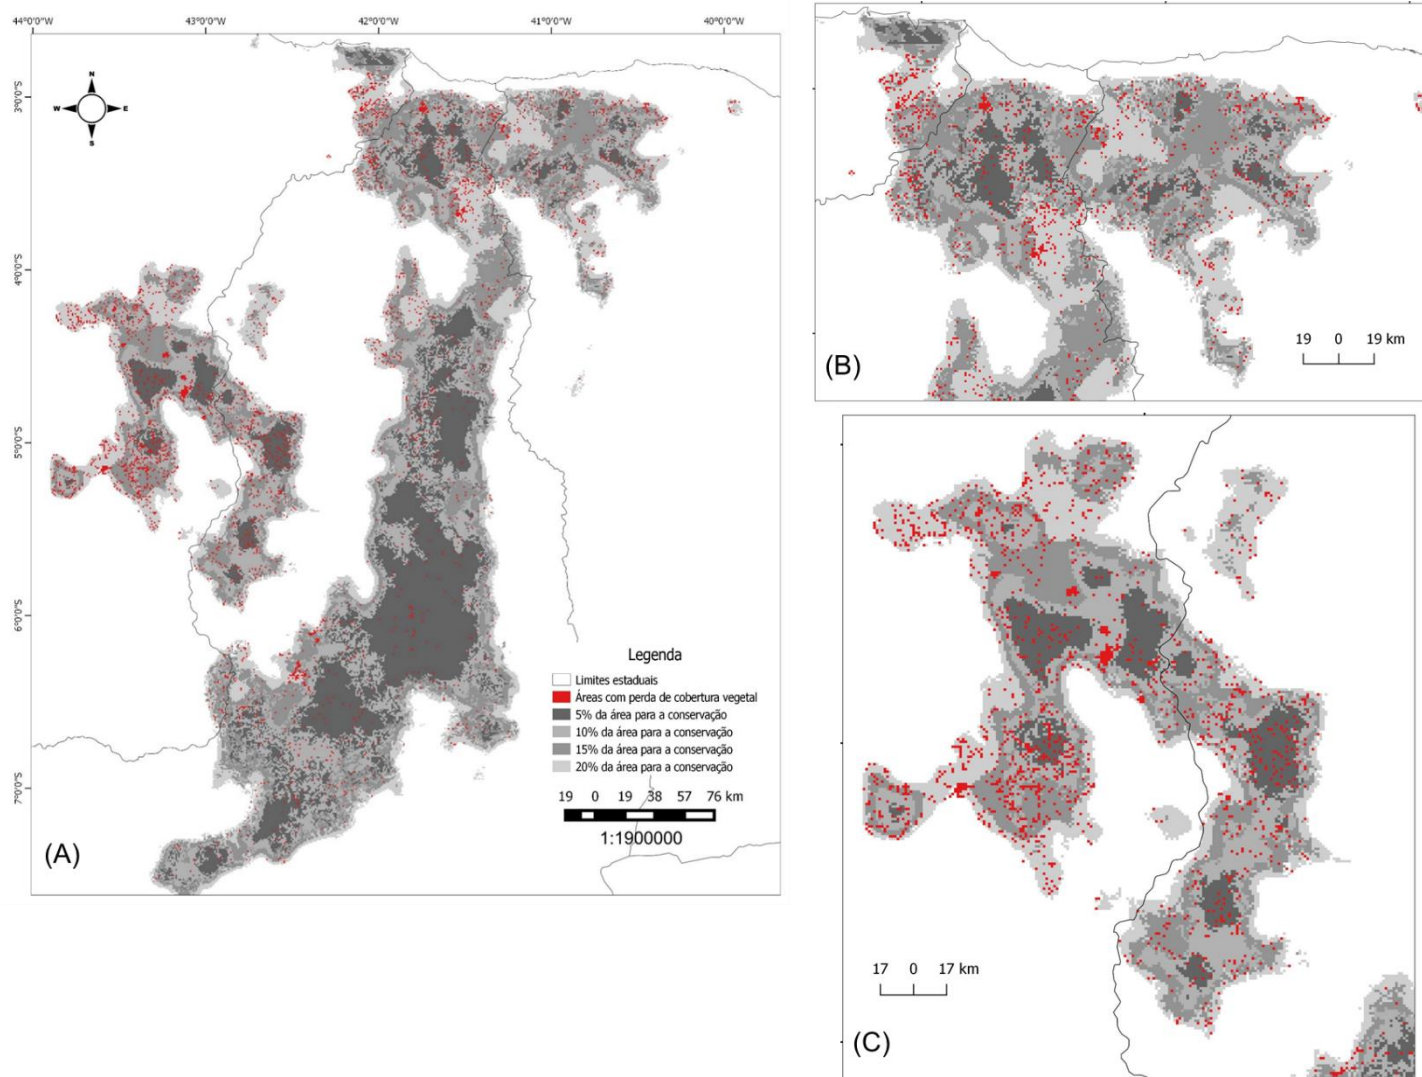 44°0'0"W 43°0'0"W 42°0'0"W 41°0'0"W 40°0'0"W
N
W E
S
3°0'0"S
4°0'0"S
5°0'0"S
6°0'0"S
7°0'0"S
Legenda
Limites estaduais
Áreas com perda de cobertura vegetal
5% da área para a conservação
10% da área para a conservação
15% da área para a conservação
20% da área para a conservação
19 0 19 38 57 76 km
1:1900000
(A)
19 0 19 km
(B)
17 0 17 km
(C)